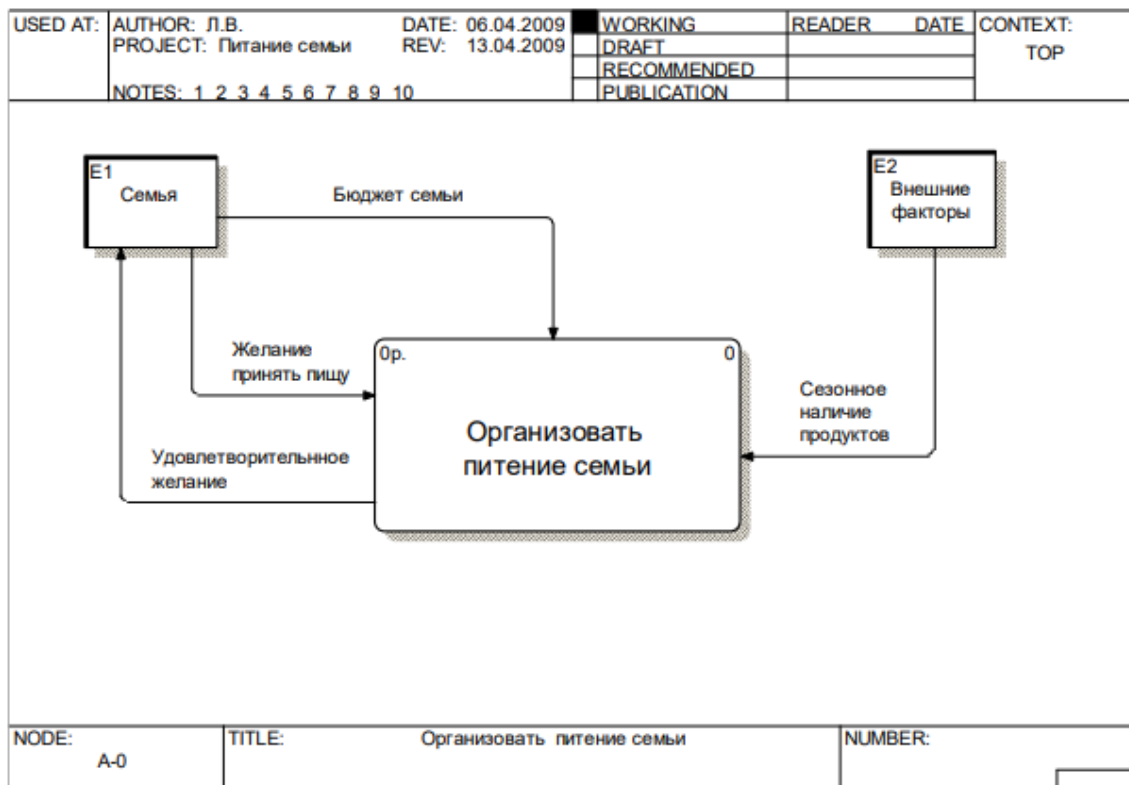 USED AT:
AUTHOR: Л.В.
DATE: 06.04.2009
PROJECT: Питание семьи
REV: 13.04.2009
NOTES: 1 2 3 4 5 6 7 8 9 10
WORKING
DRAFT
RECOMMENDED
PUBLICATION
READER
DATE
CONTEXT:
TOP
E1
Семья
Бюджет семьи
E2
Внешние
факторы
Желание
принять пищу
0р.
0
Организовать
питение семьи
Сезонное
наличие
продуктов
Удовлетворительнное
желание
NODE:
A-0
TITLE:
Организовать питение семьи
NUMBER: